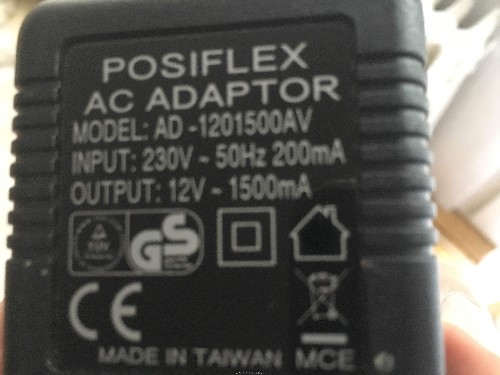 POSIFLEX
AC ADAPTOR
MODEL: AD -1201500AV
INPUT: 230V ~ 50Hz 200mA
OUTPUT: 12V ~ 1500mA
TÜV GS
CE
MADE IN TAIWAN MCE